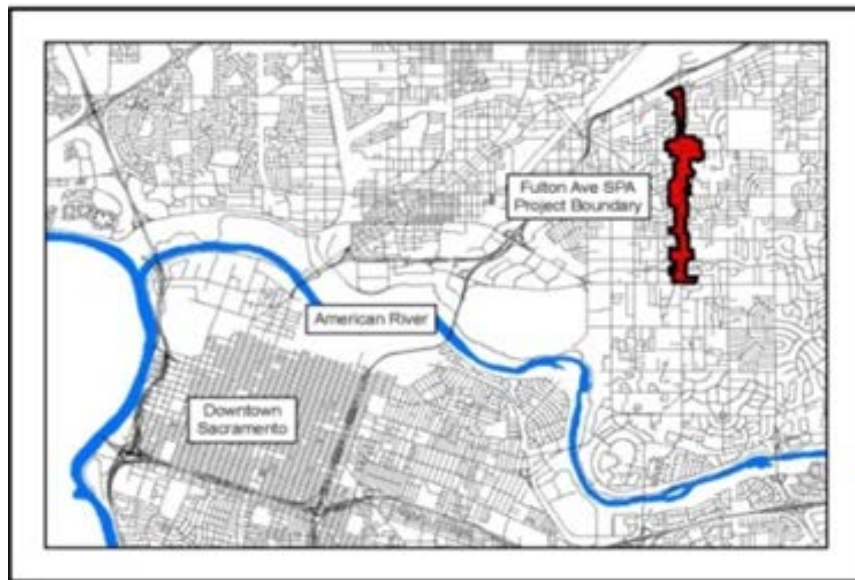 Fulton Ave SPA
Project Boundary
American River
Downtown
Sacramento